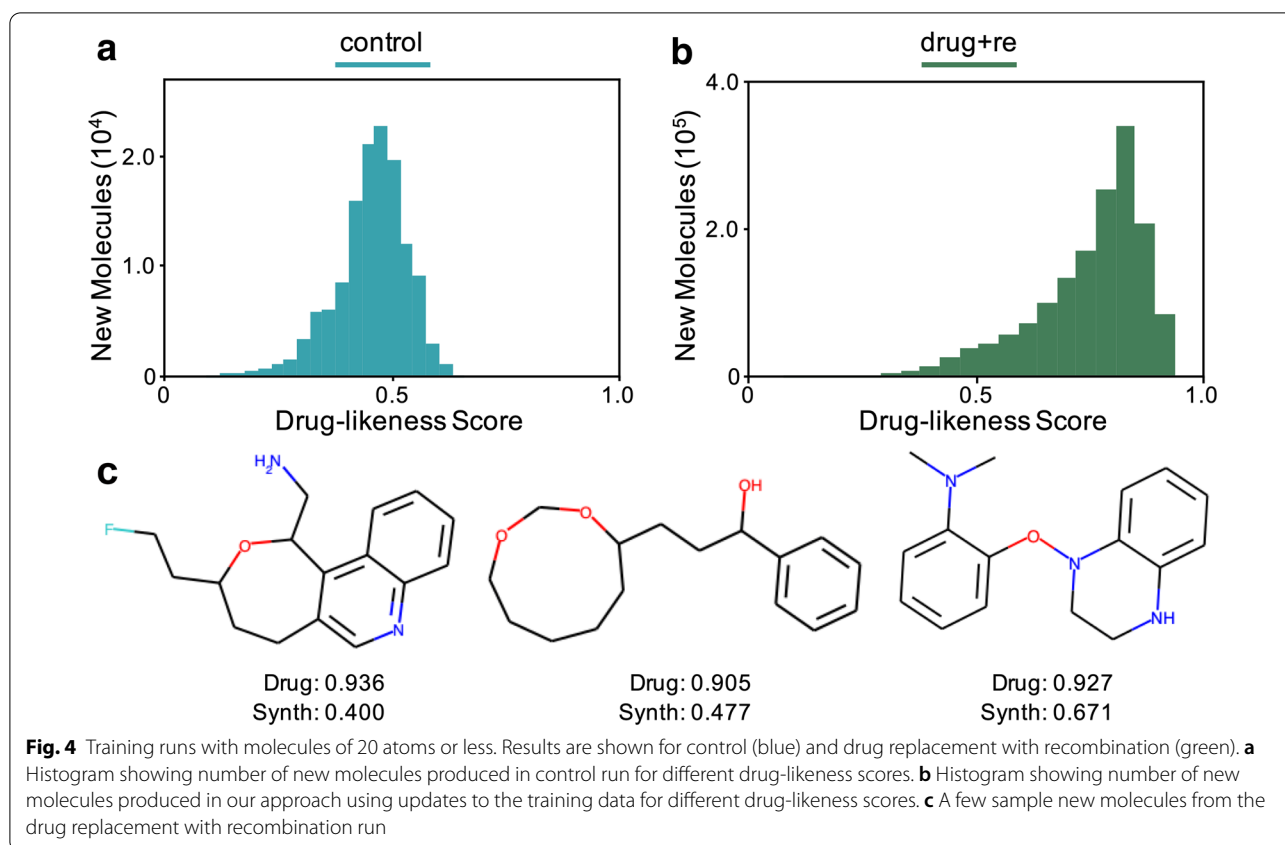 a
control
New Molecules (10⁴)
2.0
1.0
0
0
0.5
1.0
Drug-likeness Score
b
drug+re
New Molecules (10⁵)
4.0
2.0
0
0
0.5
1.0
Drug-likeness Score
c
H₂N
F
O
N
Drug: 0.936
Synth: 0.400
OH
O
O
Drug: 0.905
Synth: 0.477
N
O
N
NH
Drug: 0.927
Synth: 0.671
Fig. 4 Training runs with molecules of 20 atoms or less. Results are shown for control (blue) and drug replacement with recombination (green). a
Histogram showing number of new molecules produced in control run for different drug-likeness scores. b Histogram showing number of new
molecules produced in our approach using updates to the training data for different drug-likeness scores. c A few sample new molecules from the
drug replacement with recombination run